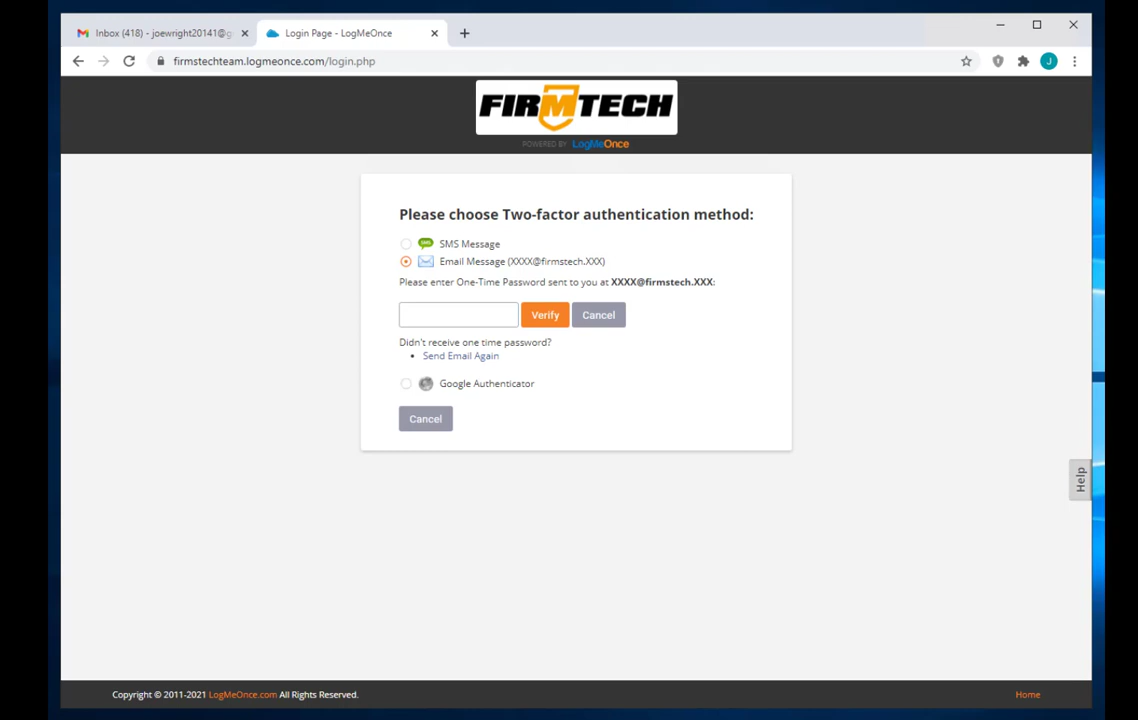 Inbox (418) - joewright20141@g
Login Page - LogMeOnce
firmstechteam.logmeonce.com/login.php
J
FIRMTECH
POWERED BY LogMeOnce
Please choose Two-factor authentication method:
SMS SMS Message
Email Message (XXXX@firmstech.XXX)
Please enter One-Time Password sent to you at XXXX@firmstech.XXX:
Verify Cancel
Didn't receive one time password?
Send Email Again
Google Authenticator
Cancel
Help
Copyright © 2011-2021 LogMeOnce.com All Rights Reserved. Home